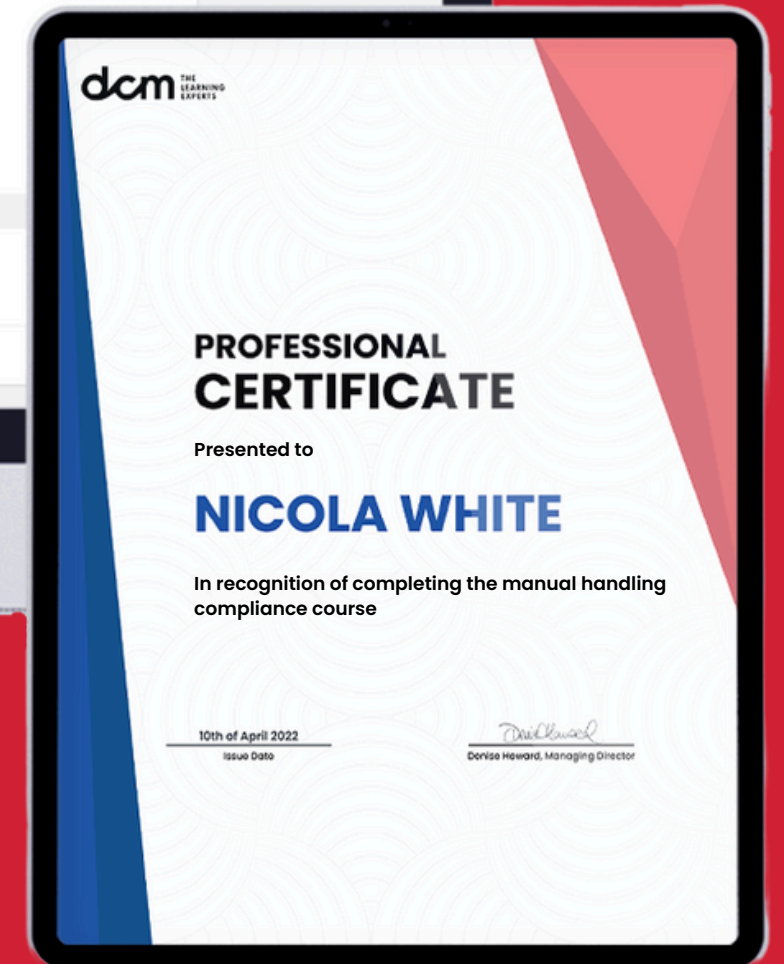 dcm
THE
LEARNING
EXPERTS
PROFESSIONAL
CERTIFICATE
Presented to
NICOLA WHITE
In recognition of completing the manual handling
compliance course
10th of April 2022
Issue Date
Denise Heward, Managing Director